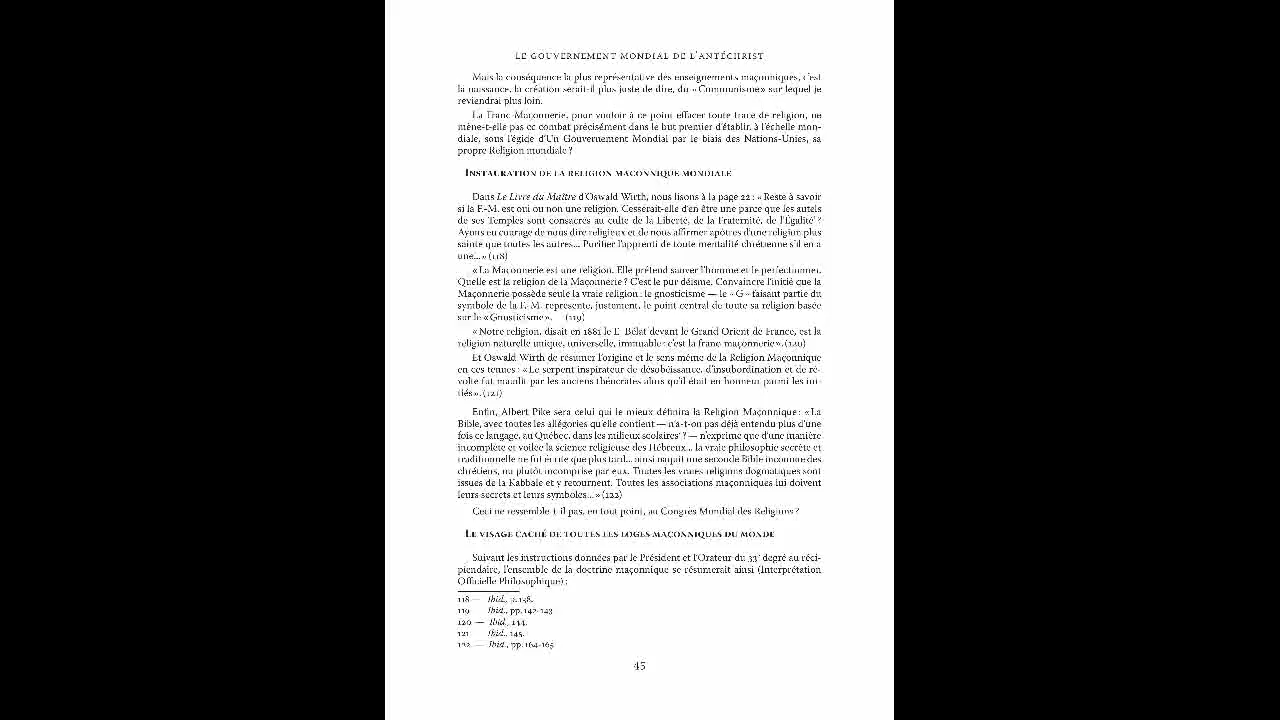 LE GOUVERNEMENT MONDIAL DE L'ANTÉCHRIST
Mais la conséquence la plus représentative des enseignements maçonniques, c'est
la naissance, la création serait-il plus juste de dire, du « Communisme » sur lequel je
reviendrai plus loin.
La Franc-Maçonnerie, pour vouloir à ce point effacer toute trace de religion, ne
mène-t-elle pas ce combat précisément dans le but premier d'établir, à l'échelle mon-
diale, sous l'égide d'Un Gouvernement Mondial par le biais des Nations-Unies, sa
propre Religion mondiale ?
INSTAURATION DE LA RELIGION MAÇONNIQUE MONDIALE
Dans Le Livre du Maître d'Oswald Wirth, nous lisons à la page 22 : « Reste à savoir
si la F.-M. est oui ou non une religion. Cesserait-elle d'en être une parce que les autels
de ses Temples sont consacrés au culte de la Liberté, de la Fraternité, de l'Égalité ?
Ayons eu courage de nous dire religieux et de nous affirmer apôtres d'une religion plus
sainte que toutes les autres... Purifier l'apprenti de toute mentalité chrétienne s'il en a
une... » (118)
« La Maçonnerie est une religion. Elle prétend sauver l'homme et le perfectionner.
Quelle est la religion de la Maçonnerie ? C'est le pur déisme. Convaincre l'initié que la
Maçonnerie possède seule la vraie religion : le gnosticisme — le « G » faisant partie du
symbole de la F.-M. représente, justement, le point central de toute sa religion basée
sur le « Gnosticisme ». — (119)
« Notre religion, disait en 1881 le F. Bélat devant le Grand Orient de France, est la
religion naturelle unique, universelle, immuable : c'est la franc-maçonnerie ». (120)
Et Oswald Wirth de résumer l'origine et le sens même de la Religion Maçonnique
en ces termes : « Le serpent inspirateur de désobéissance, d'insubordination et de ré-
volte fut maudit par les anciens théocrates alors qu'il était en honneur parmi les ini-
tiés ». (121)
Enfin, Albert Pike sera celui qui le mieux définira la Religion Maçonnique : « La
Bible, avec toutes les allégories qu'elle contient — n'a-t-on pas déjà entendu plus d'une
fois ce langage, au Québec, dans les milieux scolaires' ? — n'exprime que d'une manière
incomplète et voilée la science religieuse des Hébreux... la vraie philosophie secrète et
traditionnelle ne fut écrite que plus tard... ainsi naquit une seconde Bible inconnue des
chrétiens, ou plutôt incomprise par eux. Toutes les vraies religions dogmatiques sont
issues de la Kabbale et y retournent. Toutes les associations maçonniques lui doivent
leurs secrets et leurs symboles... » (122)
Ceci ne ressemble-t-il pas, en tout point, au Congrès Mondial des Religions ?
LE VISAGE CACHÉ DE TOUTES LES LOGES MAÇONNIQUES DU MONDE
Suivant les instructions données par le Président et l'Orateur du 33e degré au réci-
piendaire, l'ensemble de la doctrine maçonnique se résumerait ainsi (Interprétation
Officielle Philosophique) :
118 — Ibid., p. 138.
119 — Ibid., pp. 142-143
120 — Ibid., 144.
121 — Ibid., 145.
122 — Ibid., pp. 164-165
45